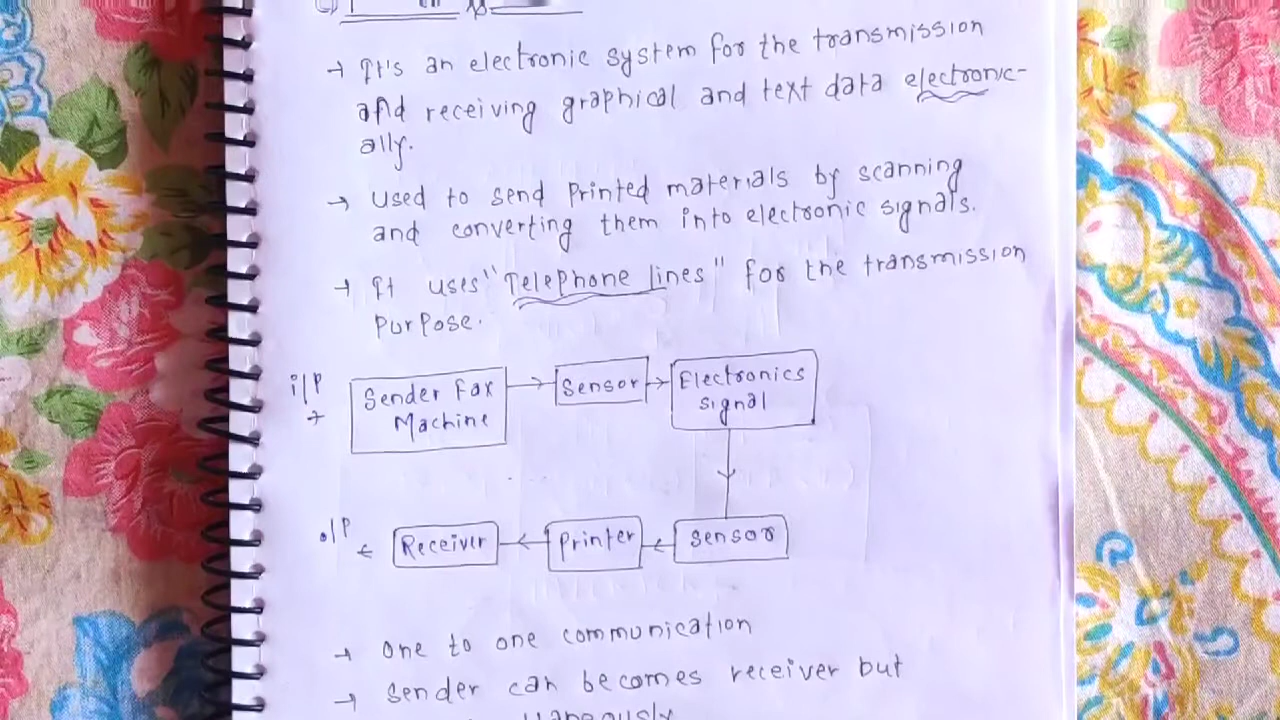 → It's an electronic system for the transmission
and receiving graphical and text data electronic-
ally.
→ Used to send Printed materials by scanning
and converting them into electronic signals.
→ It uses "Telephone lines" for the transmission
Purpose.
i/P →
Sender Fax
Machine
Sensor
Electronics
signal
o/P ←
Receiver
Printer
Sensor
→ One to one communication
→ Sender can becomes receiver but